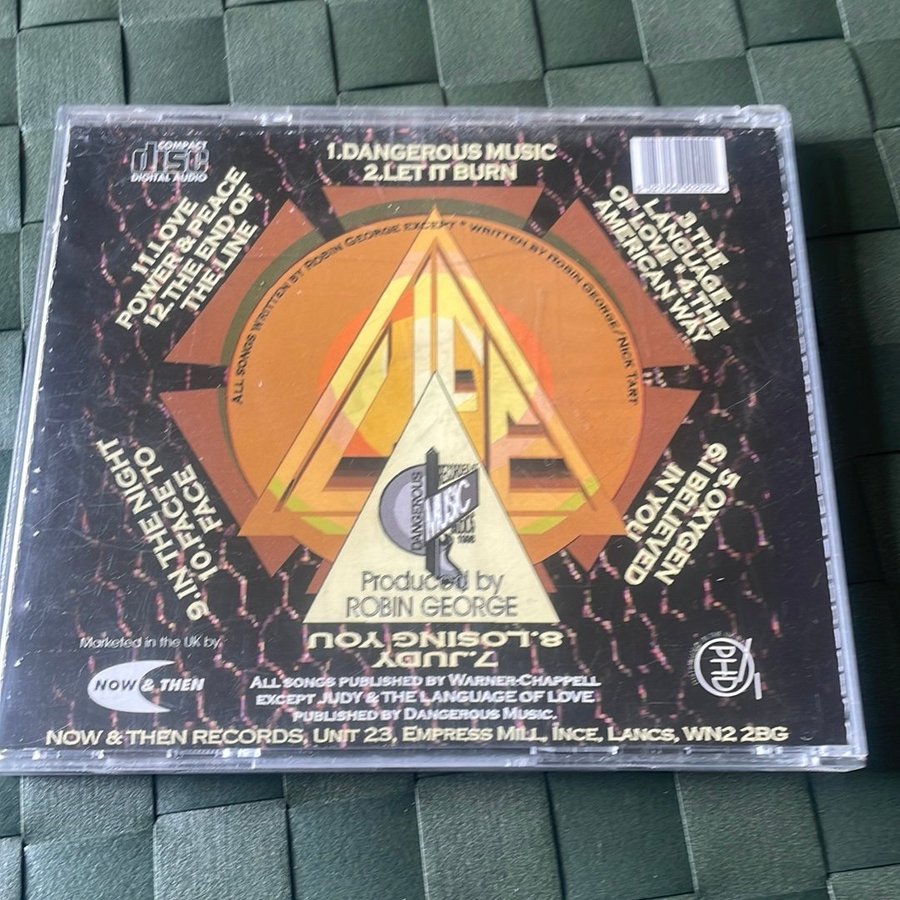 COMPACT
disc
DIGITAL AUDIO
1.DANGEROUS MUSIC
2.LET IT BURN
3.THE
LANGUAGE
OF LOVE *4.THE
AMERICAN WAY
5.OXYGEN
6.I BELIEVED
IN YOU
7.JUDY
8.LOSING YOU
9.IN THE NIGHT
10.FACE TO
FACE
11.LOVE
POWER & PEACE
12.THE END OF
THE LINE
ALL SONGS WRITTEN BY ROBIN GEORGE EXCEPT * WRITTEN BY ROBIN GEORGE/NICK TART
DANGEROUS
MUSIC
Produced by
ROBIN GEORGE
Marketed in the UK by:
NOW & THEN
PHD
ALL SONGS PUBLISHED BY WARNER-CHAPPELL
EXCEPT JUDY & THE LANGUAGE OF LOVE
PUBLISHED BY DANGEROUS MUSIC.
NOW & THEN RECORDS, UNIT 23, EMPRESS MILL, INCE, LANCS, WN2 2BG